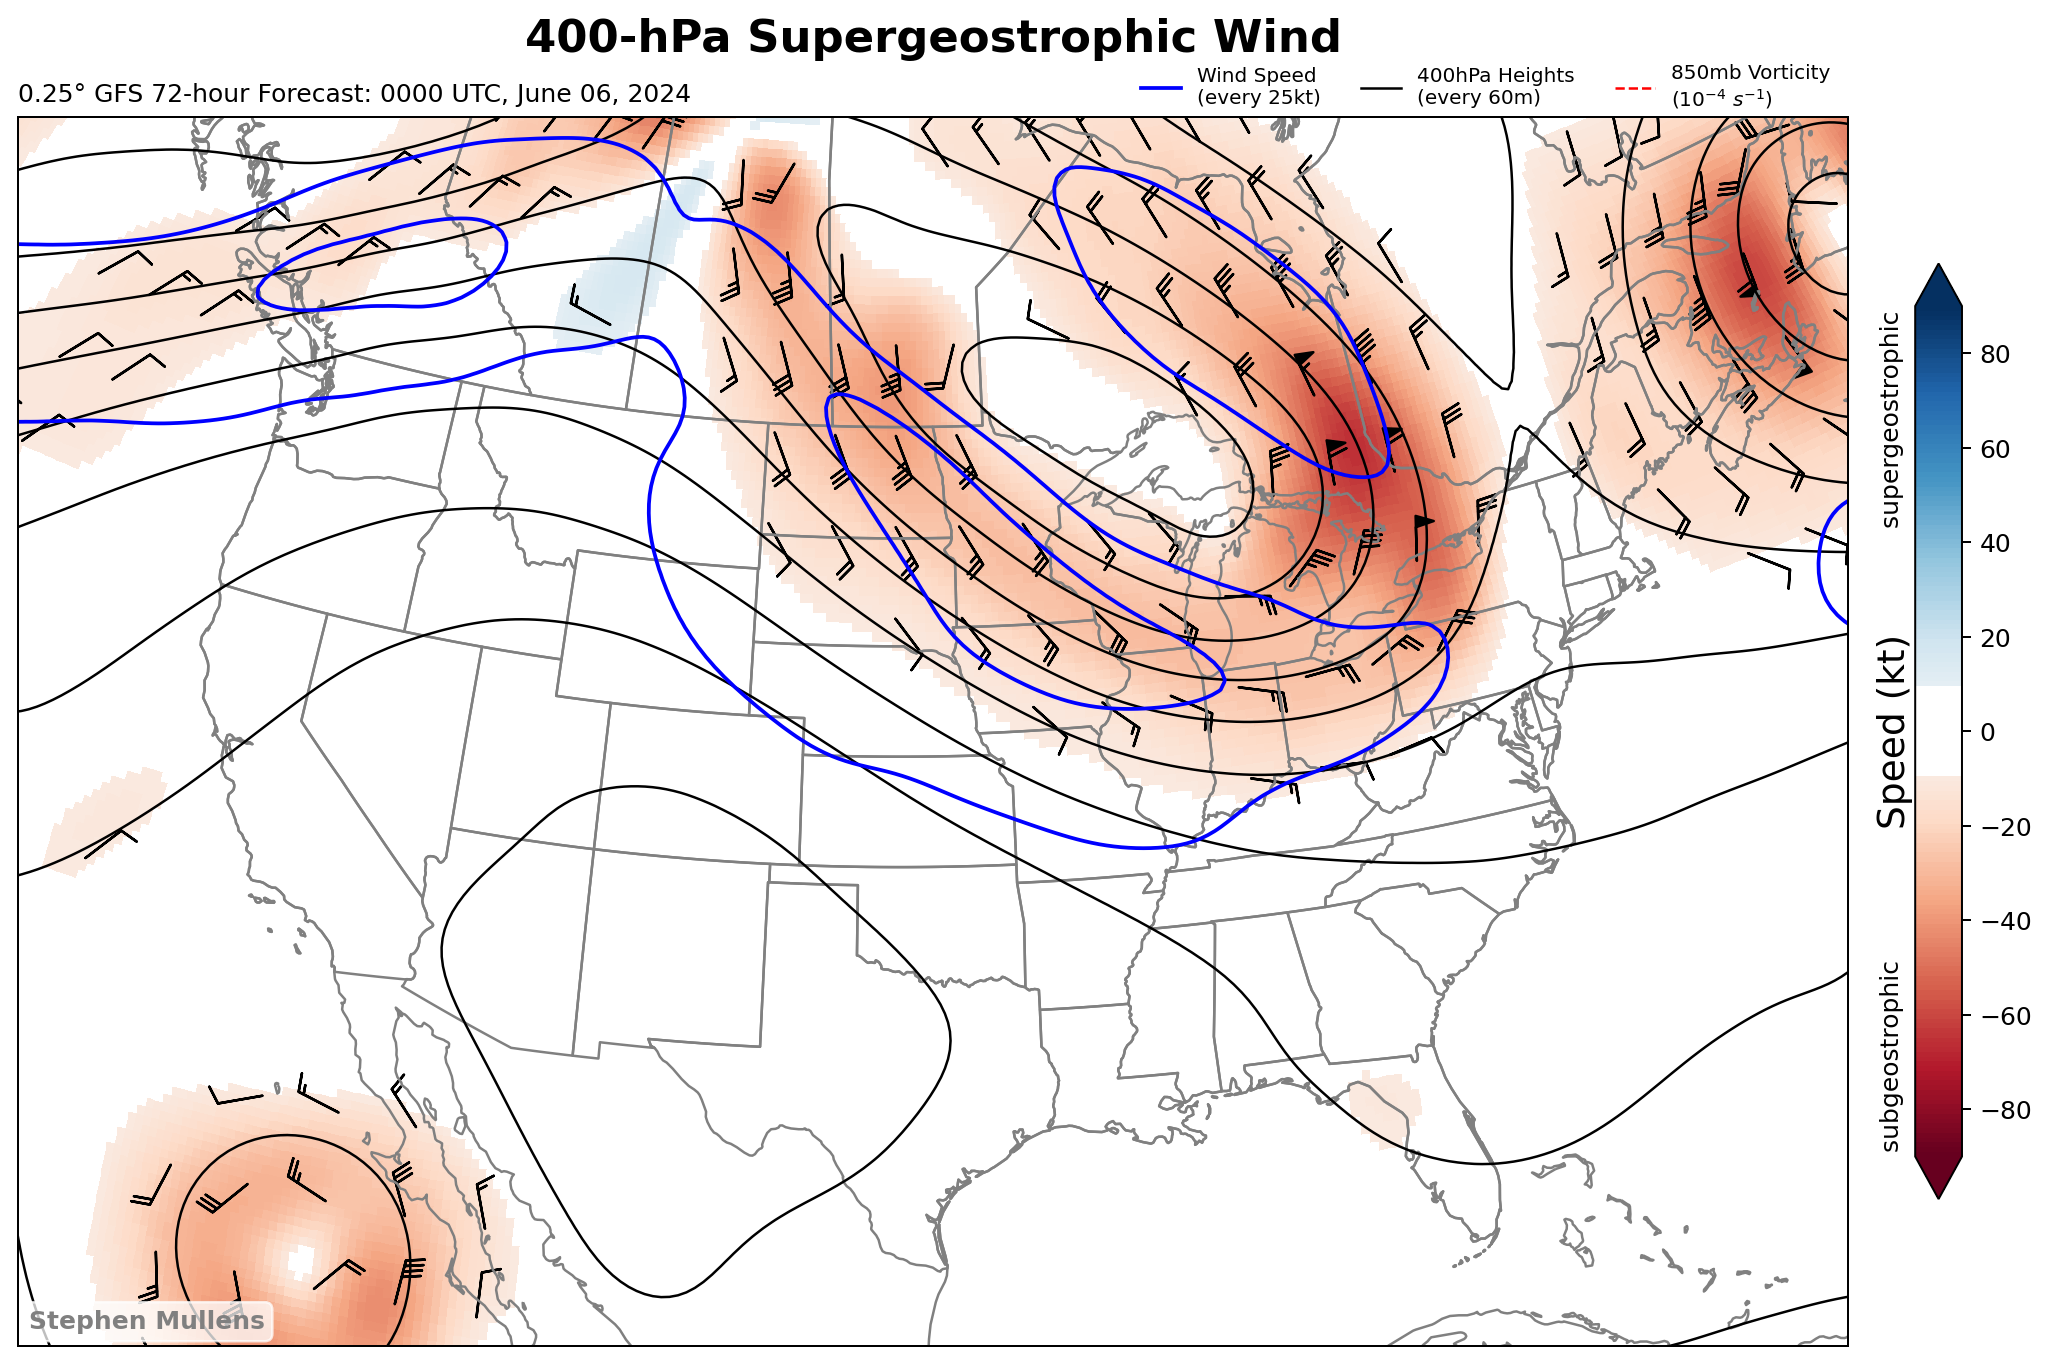 400-hPa Supergeostrophic Wind
0.25° GFS 72-hour Forecast: 0000 UTC, June 06, 2024
Wind Speed
(every 25kt)
400hPa Heights
(every 60m)
850mb Vorticity
(10⁻⁴ s⁻¹)
supergeostrophic
Speed (kt)
subgeostrophic
80
60
40
20
0
−20
−40
−60
−80
Stephen Mullens